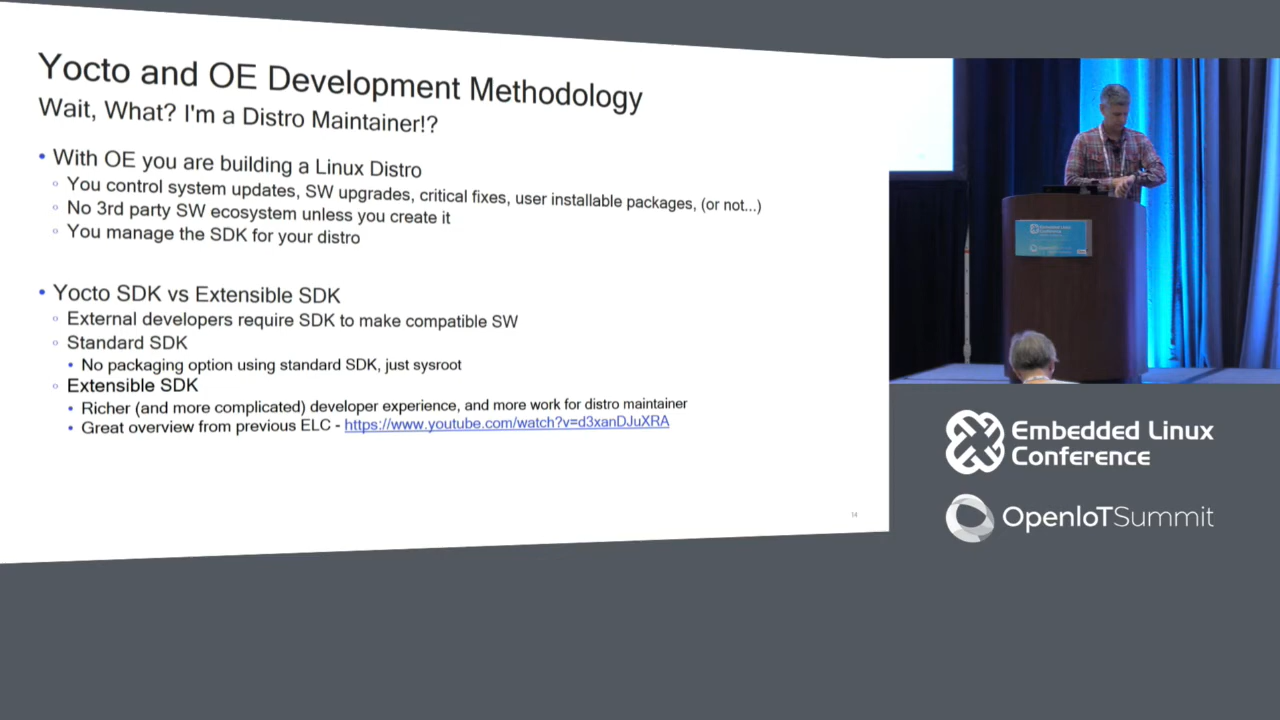 Yocto and OE Development Methodology
Wait, What? I'm a Distro Maintainer!?
• With OE you are building a Linux Distro
◦ You control system updates, SW upgrades, critical fixes, user installable packages, (or not...)
◦ No 3rd party SW ecosystem unless you create it
◦ You manage the SDK for your distro
• Yocto SDK vs Extensible SDK
◦ External developers require SDK to make compatible SW
◦ Standard SDK
• No packaging option using standard SDK, just sysroot
◦ Extensible SDK
• Richer (and more complicated) developer experience, and more work for distro maintainer
• Great overview from previous ELC - https://www.youtube.com/watch?v=d3xanDJuXRA
14
Embedded Linux
Conference
OpenIoTSummit